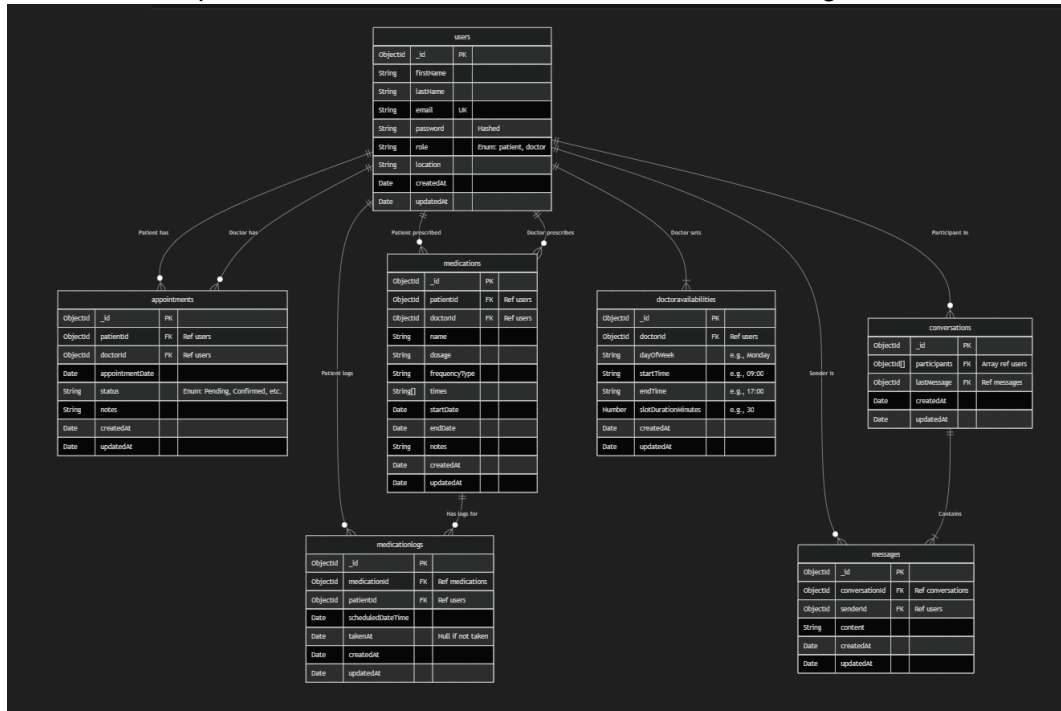 users
ObjectId _id PK
String firstName
String lastName
String email UK
String password Hashed
String role Enum: patient, doctor
String location
Date createdAt
Date updatedAt
Patient has
Doctor has
Patient prescribed
Doctor prescribes
Doctor sets
Participant in
appointments
ObjectId _id PK
ObjectId patientId FK Ref users
ObjectId doctorId FK Ref users
Date appointmentDate
String status Enum: Pending, Confirmed, etc.
String notes
Date createdAt
Date updatedAt
Patient logs
medications
ObjectId _id PK
ObjectId patientId FK Ref users
ObjectId doctorId FK Ref users
String name
String dosage
String frequencyType
String[] times
Date startDate
Date endDate
String notes
Date createdAt
Date updatedAt
doctoravailabilities
ObjectId _id PK
ObjectId doctorId FK Ref users
String dayOfWeek e.g., Monday
String startTime e.g., 09:00
String endTime e.g., 17:00
Number slotDurationMinutes e.g., 30
Date createdAt
Date updatedAt
Sender is
conversations
ObjectId _id PK
ObjectId[] participants FK Array ref users
ObjectId lastMessage FK Ref messages
Date createdAt
Date updatedAt
Has logs for
Contains
medicationlogs
ObjectId _id PK
ObjectId medicationId FK Ref medications
ObjectId patientId FK Ref users
Date scheduledDateTime
Date takenAt Null if not taken
Date createdAt
Date updatedAt
messages
ObjectId _id PK
ObjectId conversationId FK Ref conversations
ObjectId senderId FK Ref users
String content
Date createdAt
Date updatedAt